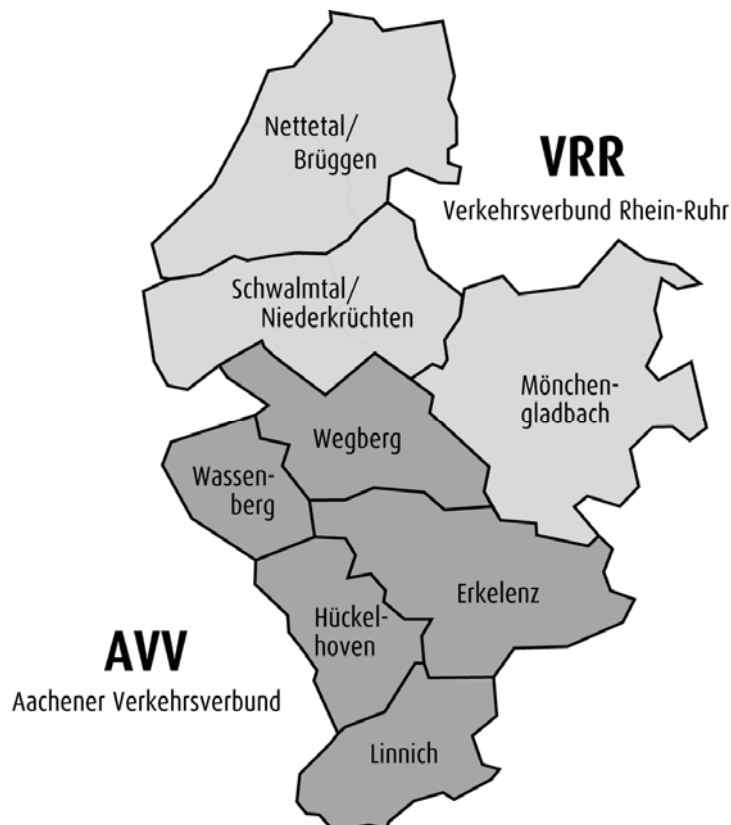 Nettetal/
Brüggen
VRR
Verkehrsverbund Rhein-Ruhr
Schwalmtal/
Niederkrüchten
Mönchen-
gladbach
Wegberg
Wassen-
berg
Erkelenz
Hückel-
hoven
AVV
Aachener Verkehrsverbund
Linnich